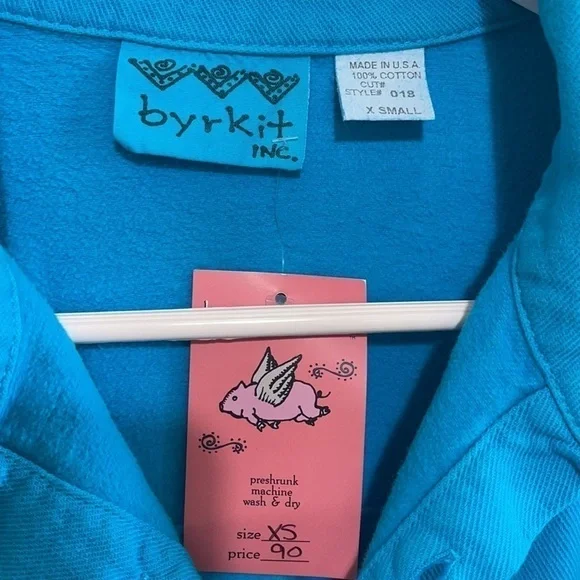 byrkit
INC.
MADE IN U.S.A
100% COTTON
CUT#
STYLE# 018
X SMALL
preshrunk
machine
wash & dry
size XS
price 90